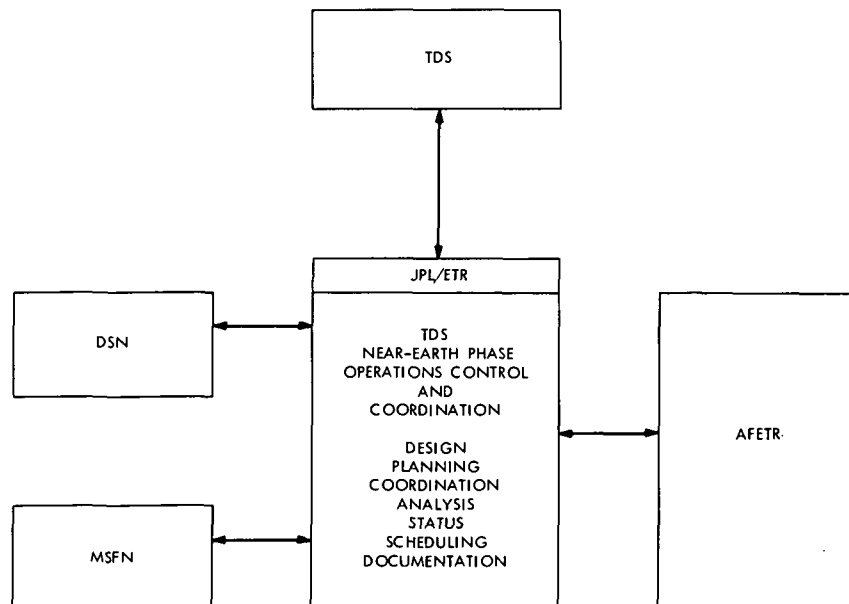 TDS
JPL/ETR
DSN
TDS
NEAR-EARTH PHASE
OPERATIONS CONTROL
AND
COORDINATION
DESIGN
PLANNING
COORDINATION
ANALYSIS
STATUS
SCHEDULING
DOCUMENTATION
AFETR
MSFN